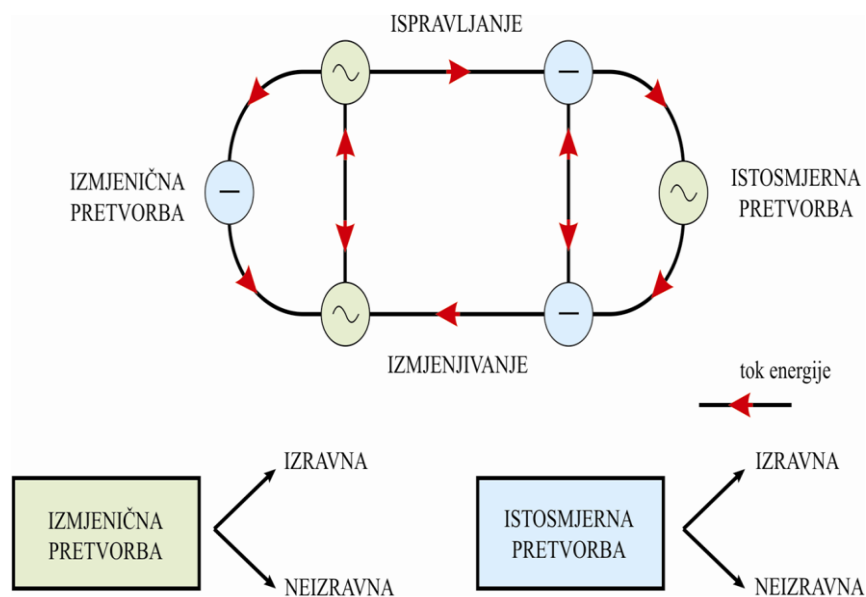 ISPRAVLJANJE
IZMJENIČNA
PRETVORBA
ISTOSMJERNA
PRETVORBA
IZMJENJIVANJE
tok energije
IZRAVNA
IZMJENIČNA
PRETVORBA
NEIZRAVNA
IZRAVNA
ISTOSMJERNA
PRETVORBA
NEIZRAVNA